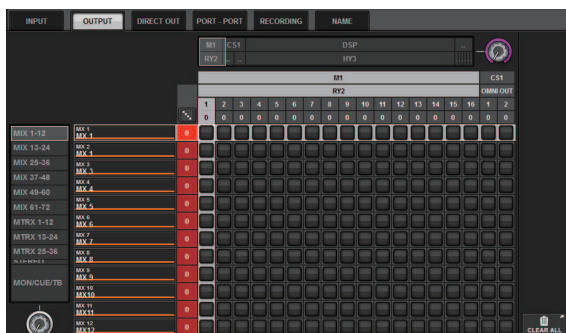 INPUT OUTPUT DIRECT OUT PORT - PORT RECORDING NAME
M1 CS1 DSP ..
RY2 .. .. HY3
M1 CS1
RY2 OMNI OUT
1 2 3 4 5 6 7 8 9 10 11 12 13 14 15 16 1 2
0 0 0 0 0 0 0 0 0 0 0 0 0 0 0 0 0 0
MIX 1-12
MIX 13-24
MIX 25-36
MIX 37-48
MIX 49-60
MIX 61-72
MTRX 1-12
MTRX 13-24
MTRX 25-36
MON/CUE/TB
MX 1
MX 1 0
MX 2
MX 1 0
MX 3
MX 3 0
MX 4
MX 4 0
MX 5
MX 5 0
MX 6
MX 6 0
MX 7
MX 7 0
MX 8
MX 8 0
MX 9
MX 9 0
MX 10
MX10 0
MX 11
MX11 0
MX 12
MX12 0
CLEAR ALL